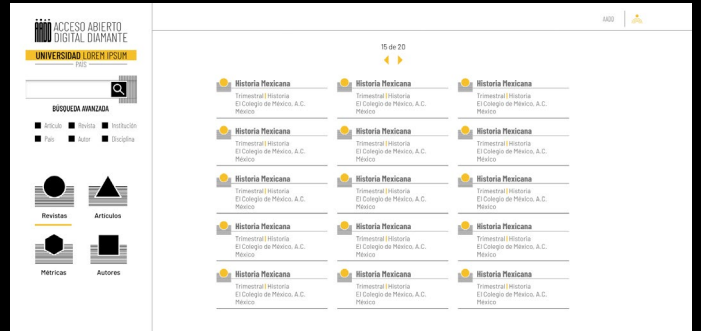 AADD ACCESO ABIERTO
DIGITAL DIAMANTE
UNIVERSIDAD LOREM IPSUM
PAÍS
BÚSQUEDA AVANZADA
Artículo Revista Institución
País Autor Disciplina
Revistas Artículos
Métricas Autores
AADD
15 de 20
Historia Mexicana Historia Mexicana Historia Mexicana
Trimestral | Historia Trimestral | Historia Trimestral | Historia
El Colegio de México, A.C. El Colegio de México, A.C. El Colegio de México, A.C.
México México México
Historia Mexicana Historia Mexicana Historia Mexicana
Trimestral | Historia Trimestral | Historia Trimestral | Historia
El Colegio de México, A.C. El Colegio de México, A.C. El Colegio de México, A.C.
México México México
Historia Mexicana Historia Mexicana Historia Mexicana
Trimestral | Historia Trimestral | Historia Trimestral | Historia
El Colegio de México, A.C. El Colegio de México, A.C. El Colegio de México, A.C.
México México México
Historia Mexicana Historia Mexicana Historia Mexicana
Trimestral | Historia Trimestral | Historia Trimestral | Historia
El Colegio de México, A.C. El Colegio de México, A.C. El Colegio de México, A.C.
México México México
Historia Mexicana Historia Mexicana Historia Mexicana
Trimestral | Historia Trimestral | Historia Trimestral | Historia
El Colegio de México, A.C. El Colegio de México, A.C. El Colegio de México, A.C.
México México México